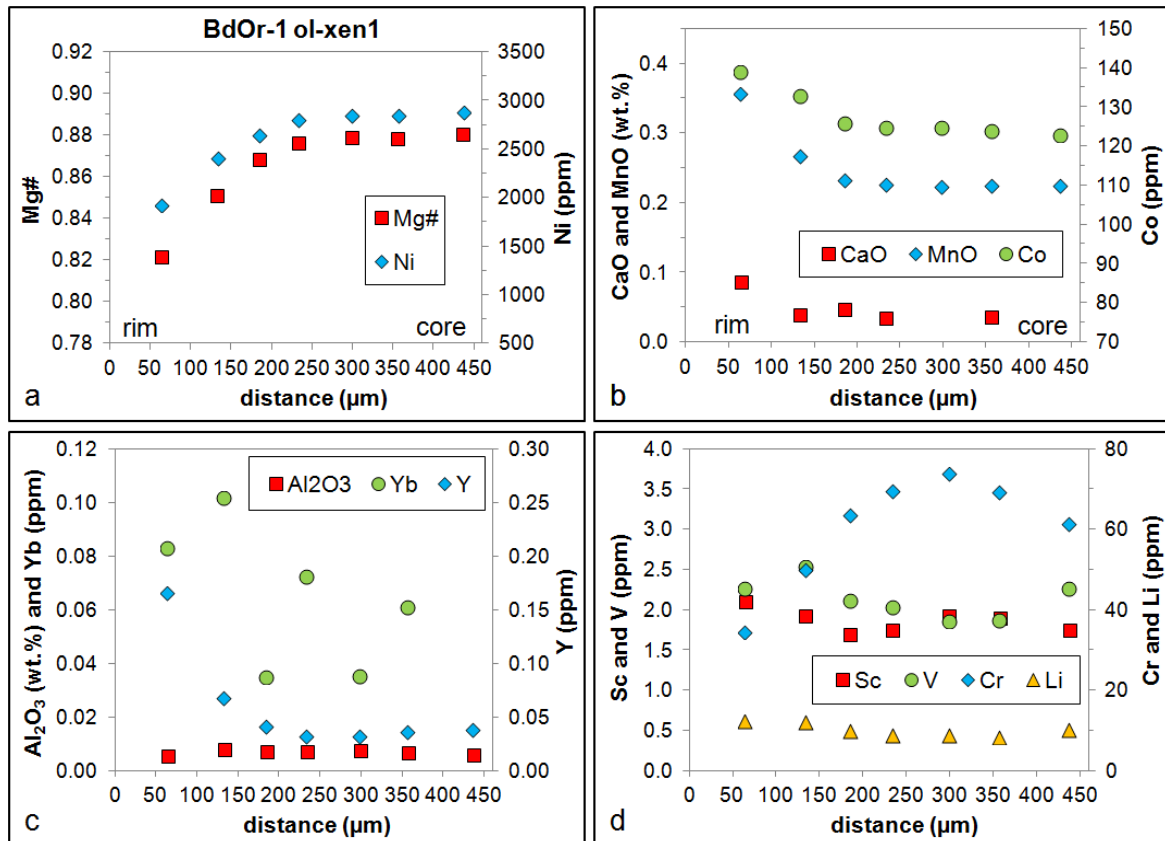 BdOr-1 ol-xen1
0.92
0.90
0.88
0.86
0.84
0.82
0.80
0.78
Mg#
3500
3000
2500
2000
1500
1000
500
Ni (ppm)
Mg#
Ni
rim core
0 50 100 150 200 250 300 350 400 450
distance (µm)
a
0.4
0.3
0.2
0.1
0.0
CaO and MnO (wt.%)
150
140
130
120
110
100
90
80
70
Co (ppm)
CaO MnO Co
rim core
0 50 100 150 200 250 300 350 400 450
distance (µm)
b
0.12
0.10
0.08
0.06
0.04
0.02
0.00
Al₂O₃ (wt.%) and Yb (ppm)
0.30
0.25
0.20
0.15
0.10
0.05
0.00
Y (ppm)
Al2O3 Yb Y
0 50 100 150 200 250 300 350 400 450
distance (µm)
c
4.0
3.5
3.0
2.5
2.0
1.5
1.0
0.5
0.0
Sc and V (ppm)
80
60
40
20
0
Cr and Li (ppm)
Sc V Cr Li
0 50 100 150 200 250 300 350 400 450
distance (µm)
d